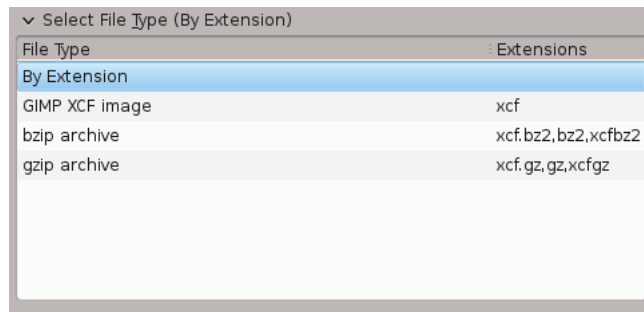 Select File Type (By Extension)
File Type Extensions
By Extension
GIMP XCF image xcf
bzip archive xcf.bz2,bz2,xcfbz2
gzip archive xcf.gz,gz,xcfgz